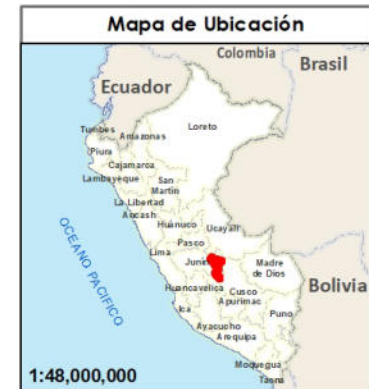 Mapa de Ubicación
Colombia
Brasil
Ecuador
Tumbes
Amazonas
Loreto
Piura
Cajamarca
Lambayeque
San
Martin
La Libertad
Ancash
Huánuco
Ucayali
Pasco
OCEANO PACIFICO
Lima
Junin
Madre
de Dios
Huancavelica
Cusco
Bolivia
Apurimac
Ica
Puno
Ayacucho
Arequipa
Moquegua
Tacna
1:48,000,000